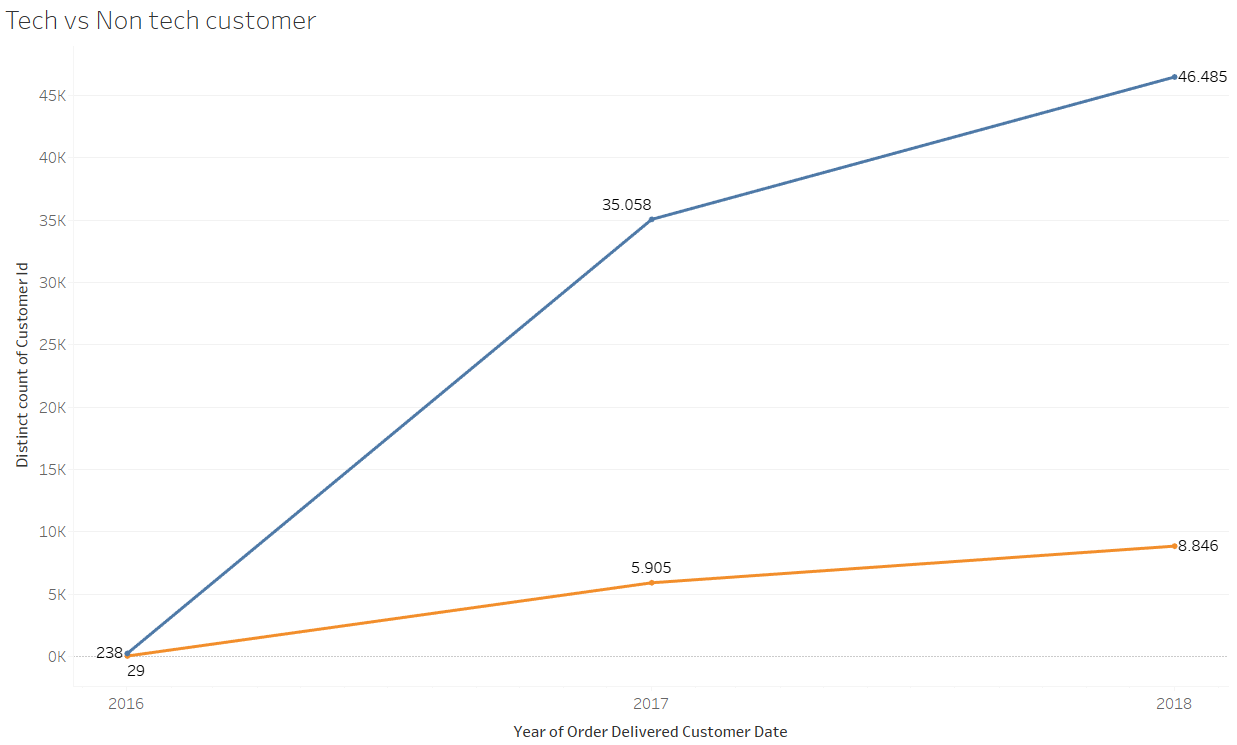 Tech vs Non tech customer
Distinct count of Customer Id
45K
40K
35K
30K
25K
20K
15K
10K
5K
0K
46.485
35.058
8.846
5.905
238
29
2016
2017
2018
Year of Order Delivered Customer Date